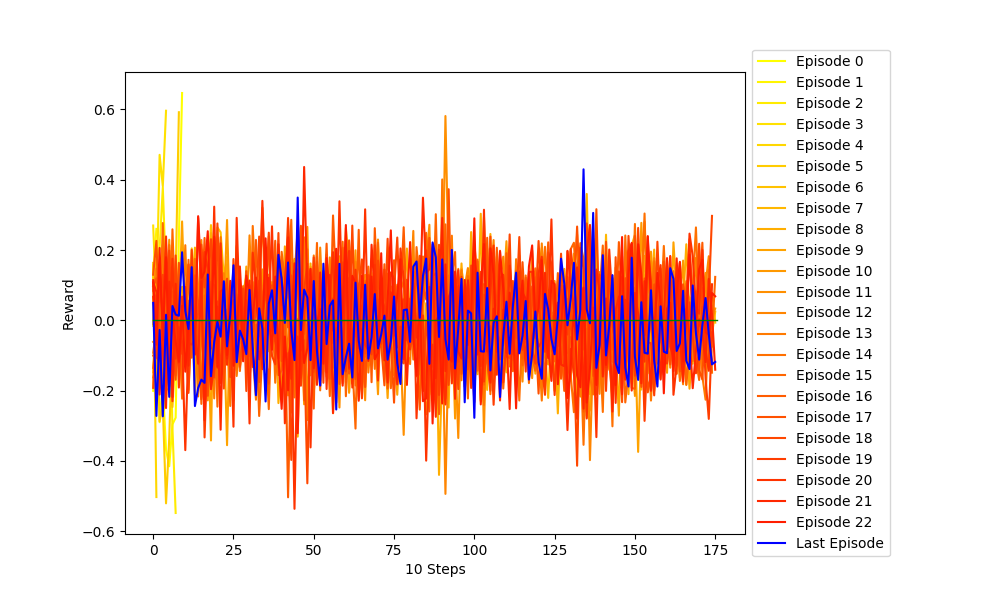 0.6
0.4
0.2
0.0
−0.2
−0.4
−0.6
Reward
0 25 50 75 100 125 150 175
10 Steps
Episode 0
Episode 1
Episode 2
Episode 3
Episode 4
Episode 5
Episode 6
Episode 7
Episode 8
Episode 9
Episode 10
Episode 11
Episode 12
Episode 13
Episode 14
Episode 15
Episode 16
Episode 17
Episode 18
Episode 19
Episode 20
Episode 21
Episode 22
Last Episode